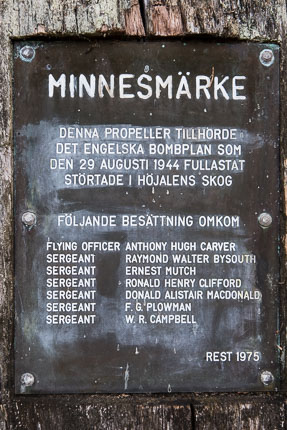 MINNESMÄRKE
DENNA PROPELLER TILLHÖRDE
DET ENGELSKA BOMBPLAN SOM
DEN 29 AUGUSTI 1944 FULLASTAT
STÖRTADE I HÖJALENS SKOG
FÖLJANDE BESÄTTNING OMKOM
FLYING OFFICER ANTHONY HUGH CARVER
SERGEANT RAYMOND WALTER BYSOUTH
SERGEANT ERNEST MUTCH
SERGEANT RONALD HENRY CLIFFORD
SERGEANT DONALD ALISTAIR MACDONALD
SERGEANT F. G. PLOWMAN
SERGEANT W. R. CAMPBELL
REST 1975